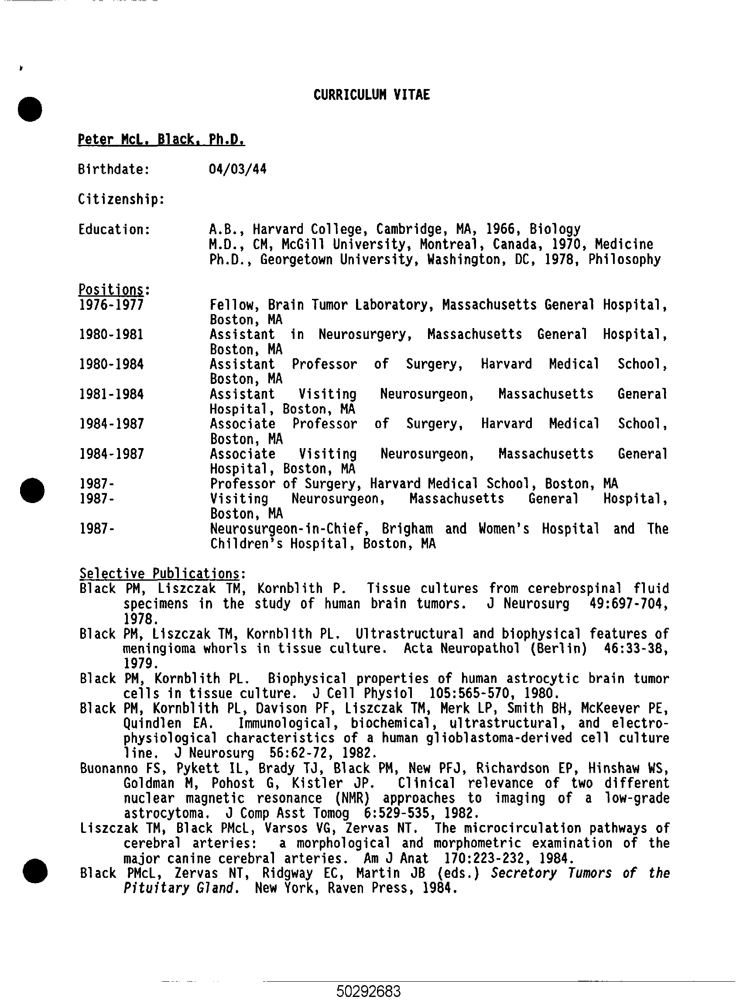 CURRICULUM VITAE
Peter McL. Black, Ph.D.
Birthdate: 04/03/44
Citizenship:
Education: A.B., Harvard College, Cambridge, MA, 1966, Biology
M.D., CM, McGill University, Montreal, Canada, 1970, Medicine
Ph.D., Georgetown University, Washington, DC, 1978, Philosophy
Positions:
1976-1977 Fellow, Brain Tumor Laboratory, Massachusetts General Hospital,
Boston, MA
1980-1981 Assistant in Neurosurgery, Massachusetts General Hospital,
Boston, MA
1980-1984 Assistant Professor of Surgery, Harvard Medical School,
Boston, MA
1981-1984 Assistant Visiting Neurosurgeon, Massachusetts General
Hospital, Boston, MA
1984-1987 Associate Professor of Surgery, Harvard Medical School,
Boston, MA
1984-1987 Associate Visiting Neurosurgeon, Massachusetts General
Hospital, Boston, MA
1987- Professor of Surgery, Harvard Medical School, Boston, MA
1987- Visiting Neurosurgeon, Massachusetts General Hospital,
Boston, MA
1987- Neurosurgeon-in-Chief, Brigham and Women's Hospital and The
Children's Hospital, Boston, MA
Selective Publications:
Black PM, Liszczak TM, Kornblith P. Tissue cultures from cerebrospinal fluid
specimens in the study of human brain tumors. J Neurosurg 49:697-704,
1978.
Black PM, Liszczak TM, Kornblith PL. Ultrastructural and biophysical features of
meningioma whorls in tissue culture. Acta Neuropathol (Berlin) 46:33-38,
1979.
Black PM, Kornblith PL. Biophysical properties of human astrocytic brain tumor
cells in tissue culture. J Cell Physiol 105:565-570, 1980.
Black PM, Kornblith PL, Davison PF, Liszczak TM, Merk LP, Smith BH, McKeever PE,
Quindlen EA. Immunological, biochemical, ultrastructural, and electro-
physiological characteristics of a human glioblastoma-derived cell culture
line. J Neurosurg 56:62-72, 1982.
Buonanno FS, Pykett IL, Brady TJ, Black PM, New PFJ, Richardson EP, Hinshaw WS,
Goldman M, Pohost G, Kistler JP. Clinical relevance of two different
nuclear magnetic resonance (NMR) approaches to imaging of a low-grade
astrocytoma. J Comp Asst Tomog 6:529-535, 1982.
Liszczak TM, Black PMcL, Varsos VG, Zervas NT. The microcirculation pathways of
cerebral arteries: a morphological and morphometric examination of the
major canine cerebral arteries. Am J Anat 170:223-232, 1984.
Black PMcL, Zervas NT, Ridgway EC, Martin JB (eds.) Secretory Tumors of the
Pituitary Gland. New York, Raven Press, 1984.
50292683